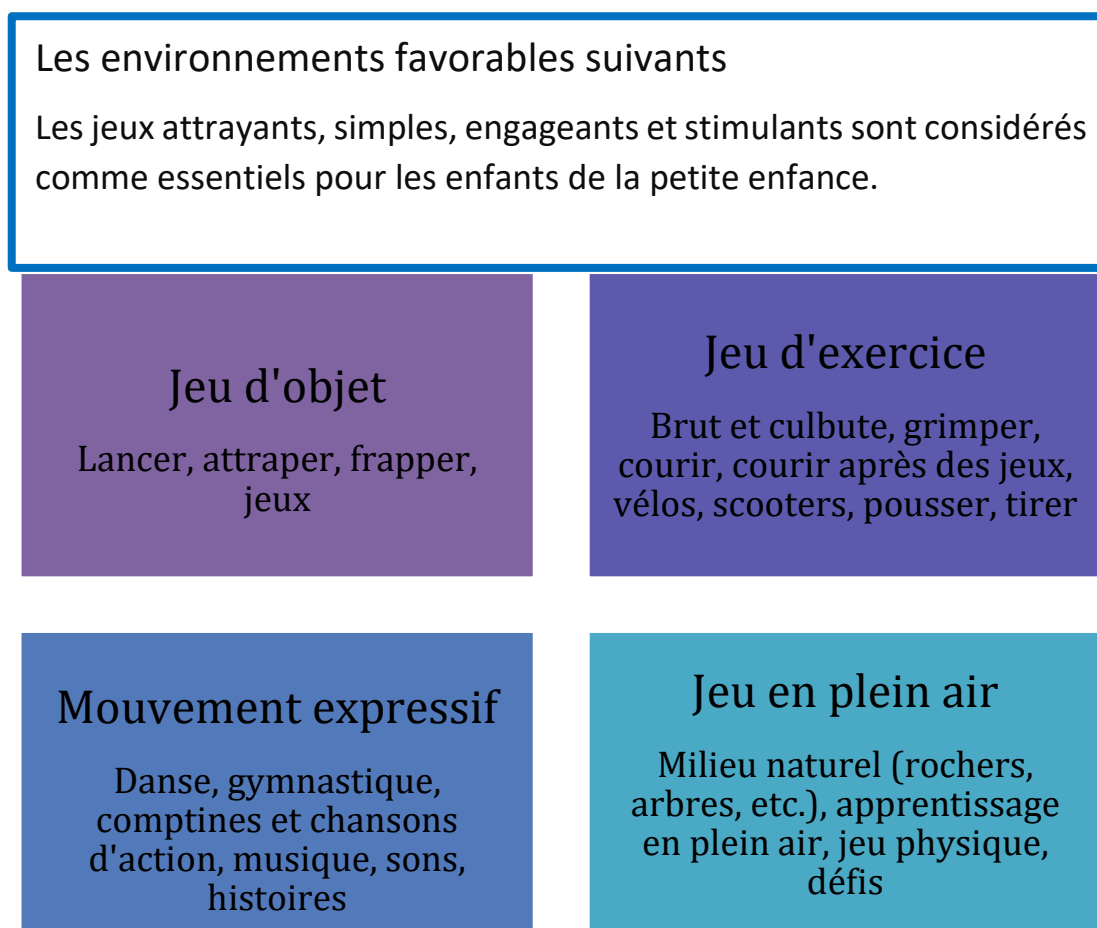 Les environnements favorables suivants
Les jeux attrayants, simples, engageants et stimulants sont considérés
comme essentiels pour les enfants de la petite enfance.
Jeu d'objet
Lancer, attraper, frapper,
jeux
Jeu d'exercice
Brut et culbute, grimper,
courir, courir après des jeux,
vélos, scooters, pousser, tirer
Mouvement expressif
Danse, gymnastique,
comptines et chansons
d'action, musique, sons,
histoires
Jeu en plein air
Milieu naturel (rochers,
arbres, etc.), apprentissage
en plein air, jeu physique,
défis